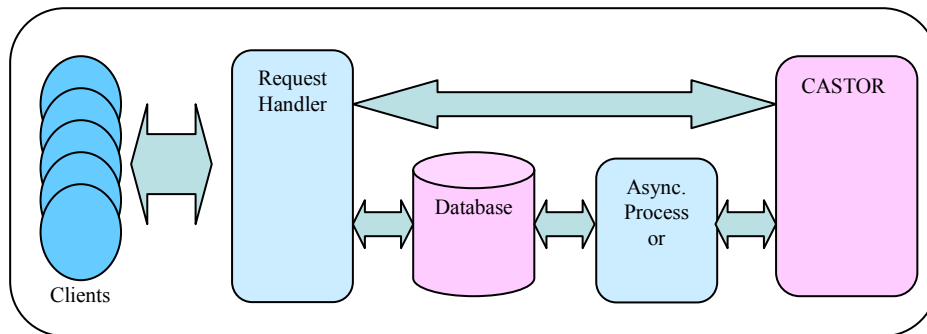 Request
Handler
CASTOR
Database
Async.
Process
or
Clients